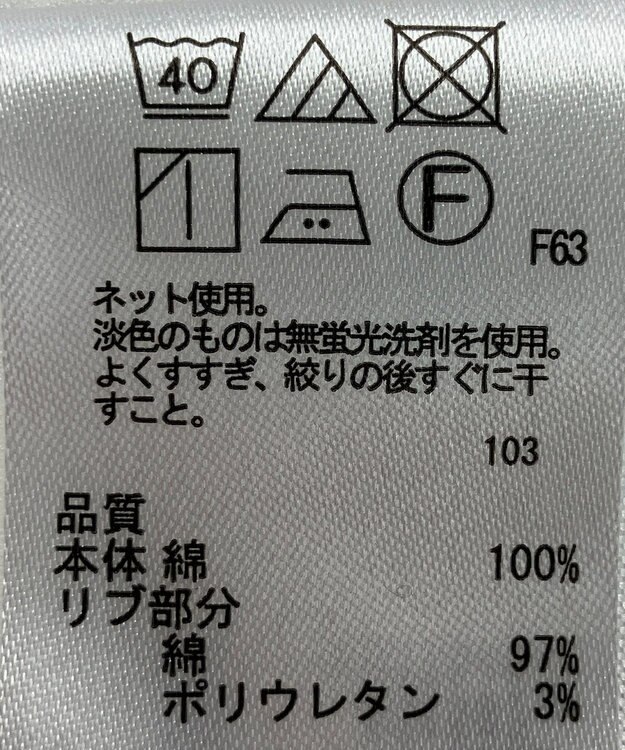 40
F
F63
ネット使用。
淡色のものは無蛍光洗剤を使用。
よくすすぎ、絞りの後すぐに干
すこと。
103
品質
本体 綿 100%
リブ部分
綿 97%
ポリウレタン 3%